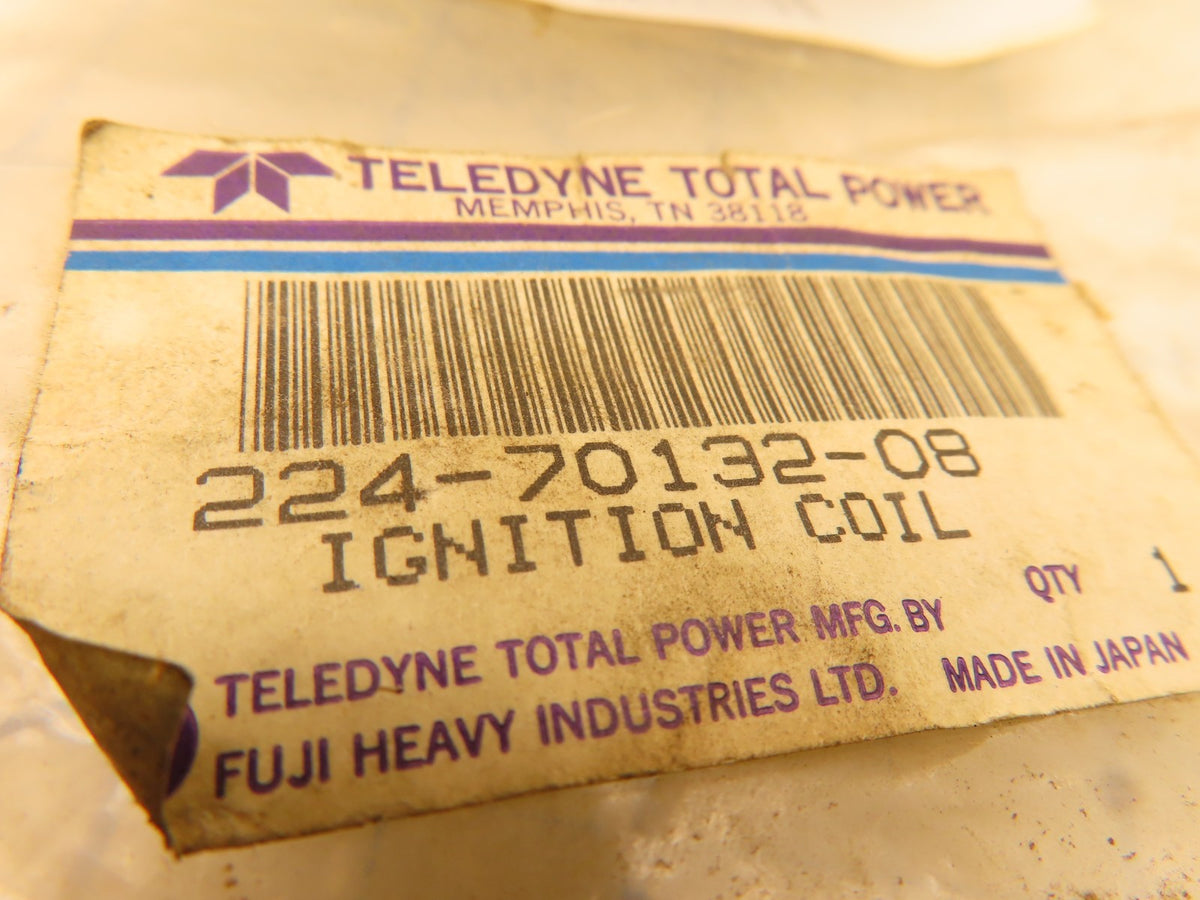 TELEDYNE TOTAL POWER
MEMPHIS, TN 38118
224-70132-08
IGNITION COIL
QTY 1
TELEDYNE TOTAL POWER MFG. BY
FUJI HEAVY INDUSTRIES LTD. MADE IN JAPAN